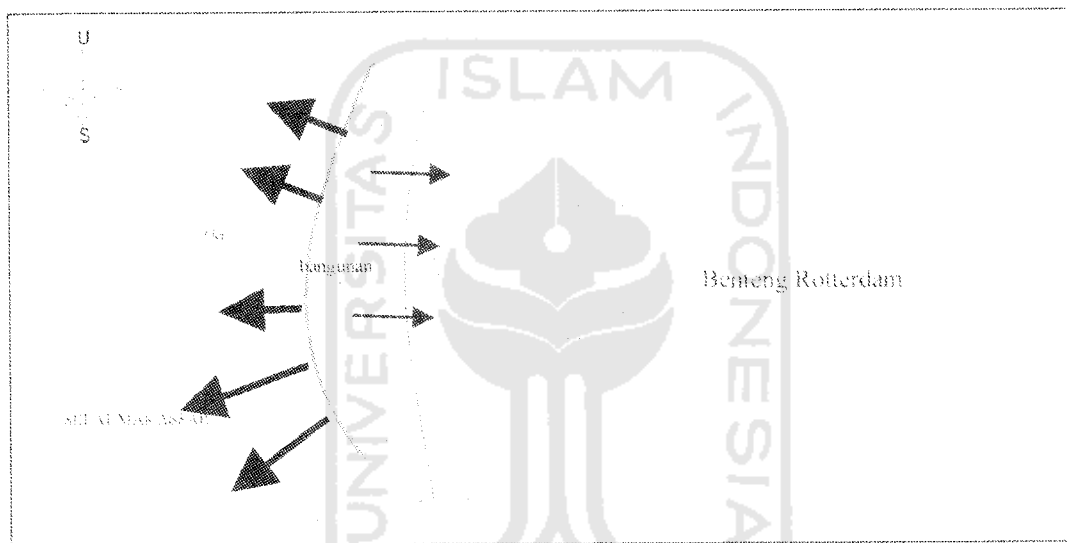 U
S
ISLAM
UNIVERSITAS
INDONESIA
bangunan
Benteng Rotterdam